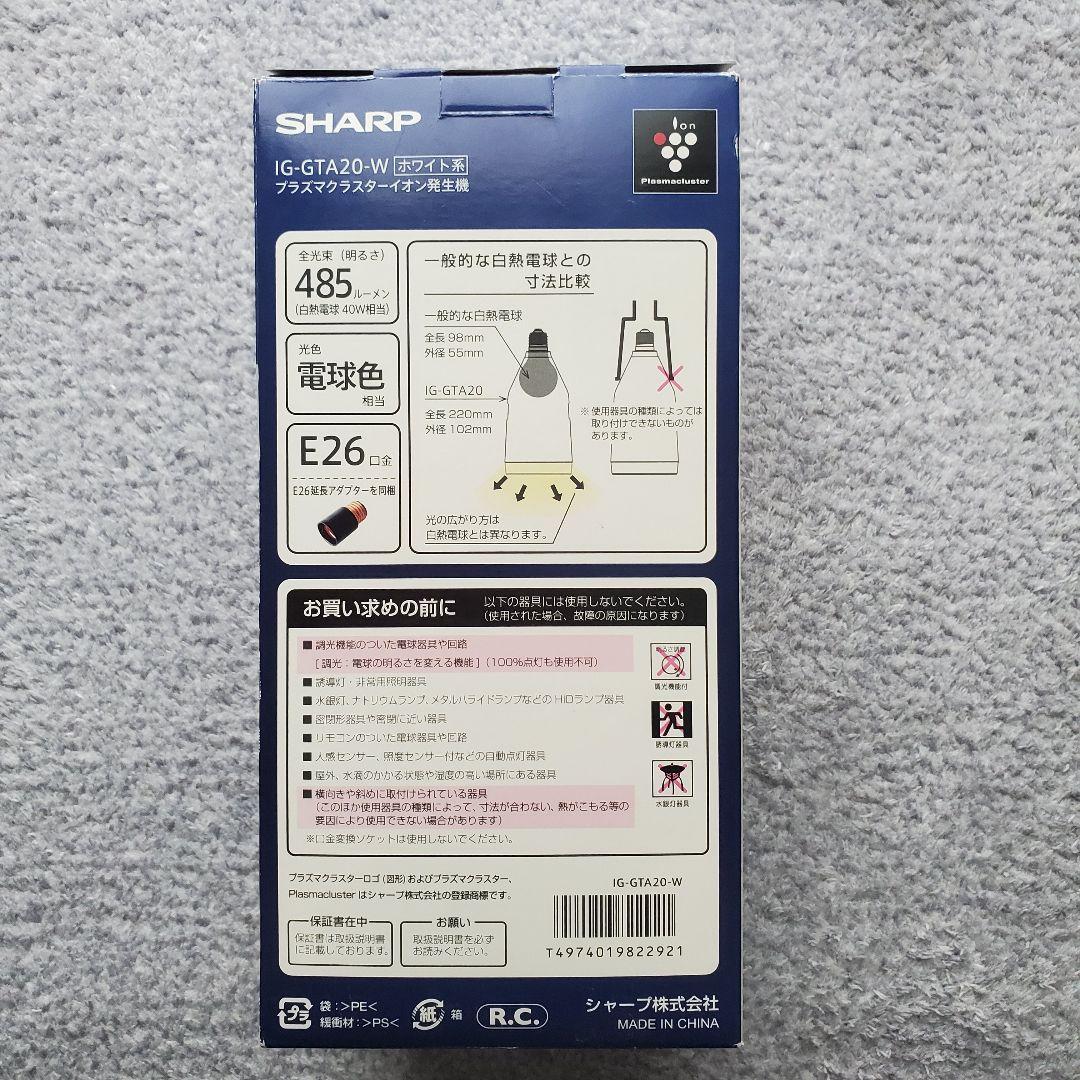 SHARP
IG-GTA20-W ホワイト系
プラズマクラスターイオン発生機
Ion
Plasmacluster
全光束（明るさ）
485ルーメン
(白熱電球 40W相当)
光色
電球色
相当
E26口金
E26延長アダプターを同梱
一般的な白熱電球との
寸法比較
一般的な白熱電球
全長 98mm
外径 55mm
IG-GTA20
全長 220mm
外径 102mm
※ 使用器具の種類によっては
取り付けできないものが
あります。
光の広がり方は
白熱電球とは異なります。
お買い求めの前に
以下の器具には使用しないでください。
（使用された場合、故障の原因になります）
■ 調光機能のついた電球器具や回路
[ 調光：電球の明るさを変える機能 ]（100%点灯も使用不可）
■ 誘導灯・非常用照明器具
■ 水銀灯、ナトリウムランプ、メタルハライドランプなどの HIDランプ器具
■ 密閉形器具や密閉に近い器具
■ リモコンのついた電球器具や回路
■ 人感センサー、照度センサー付などの自動点灯器具
■ 屋外、水滴のかかる状態や湿度の高い場所にある器具
■ 横向きや斜めに取付けられている器具
（このほか使用器具の種類によって、寸法が合わない、熱がこもる等の
要因により使用できない場合があります）
※口金変換ソケットは使用しないでください。
明るさ調節
調光機能付
誘導灯器具
水銀灯器具
プラズマクラスターロゴ (図形) およびプラズマクラスター、
Plasmacluster はシャープ株式会社の登録商標です。
保証書在中
保証書は取扱説明書
に記載しております。
お願い
取扱説明書を必ず
お読みください。
IG-GTA20-W
T4974019822921
プラ
袋：>PE<
緩衝材：>PS<
紙
箱
R.C.
シャープ株式会社
MADE IN CHINA